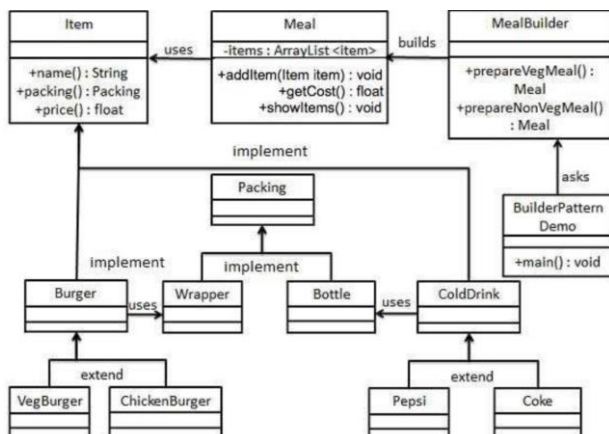 Item
+name() : String
+packing() : Packing
+price() : float
uses
Meal
-items : ArrayList <item>
+addItem(Item item) : void
getCost() : float
+showItems() : void
builds
MealBuilder
+prepareVegMeal() :
Meal
+prepareNonVegMeal()
: Meal
asks
BuilderPattern
Demo
+main() : void
implement
Packing
implement
implement
Burger
uses
Wrapper
Bottle
uses
ColdDrink
extend
VegBurger
ChickenBurger
extend
Pepsi
Coke